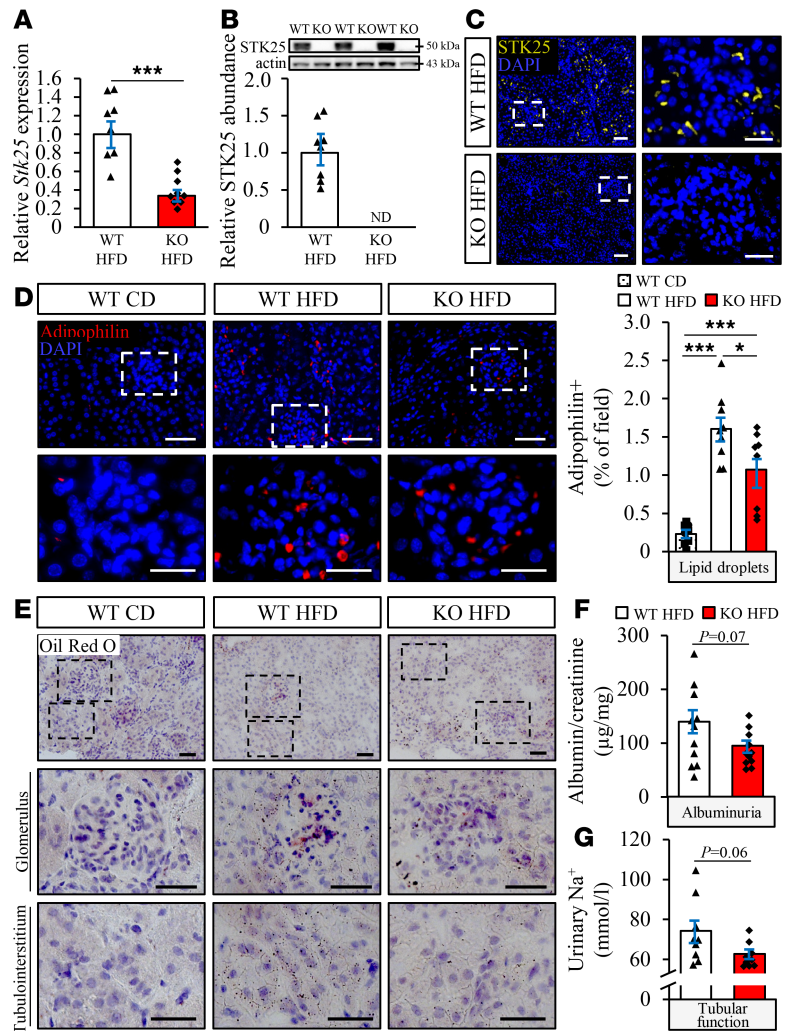 A
***
Relative Stk25 expression
1.6
1.4
1.2
1.0
0.8
0.6
0.4
0.2
0
WT
HFD
KO
HFD
B
WT KO WT KO WT KO
STK25
50 kDa
actin
43 kDa
Relative STK25 abundance
2.0
1.5
1.0
0.5
0
ND
WT
HFD
KO
HFD
C
STK25
DAPI
WT HFD
KO HFD
D
WT CD
WT HFD
KO HFD
Adinophilin
DAPI
WT CD
WT HFD
KO HFD
***
***
*
Adipophilin+
(% of field)
3.0
2.5
2.0
1.5
1.0
0.5
0
Lipid droplets
E
WT CD
WT HFD
KO HFD
Oil Red O
Glomerulus
Tubulointerstitium
F
WT HFD
KO HFD
P=0.07
Albumin/creatinine
(µg/mg)
300
200
100
0
Albuminuria
G
P=0.06
Urinary Na⁺
(mmol/l)
120
100
80
60
0
Tubular
function